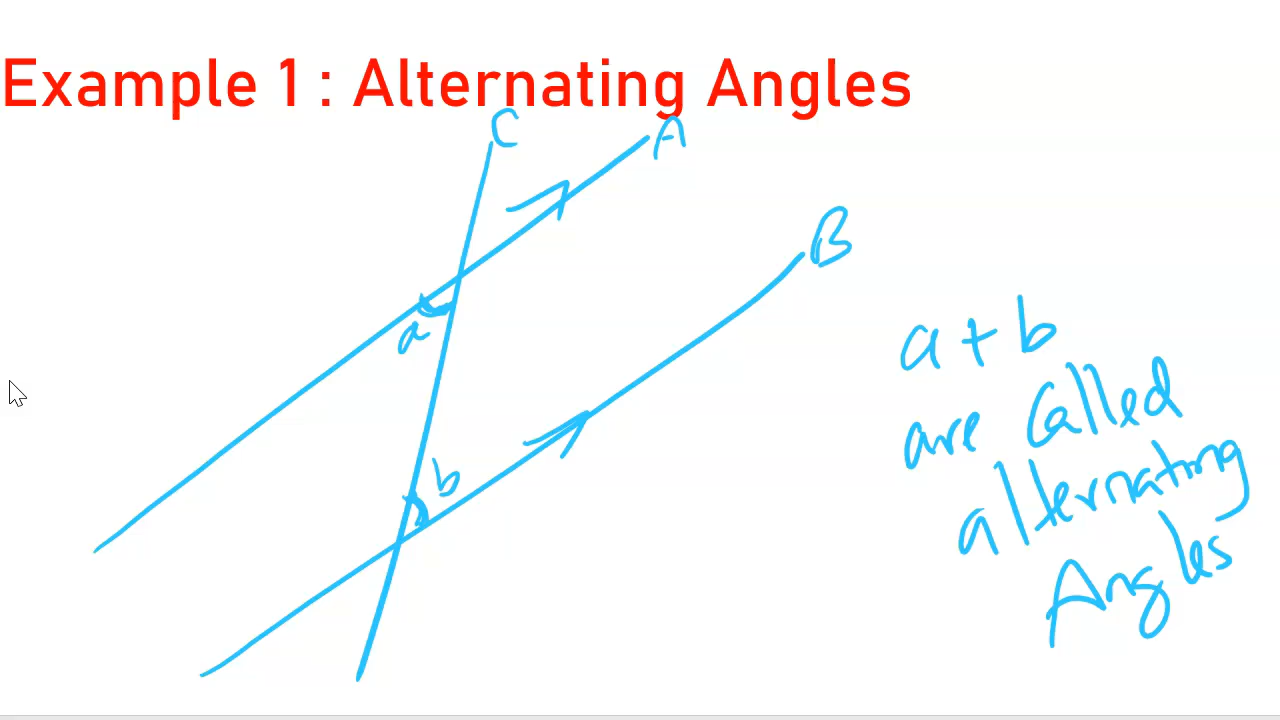 Example 1 : Alternating Angles
C
A
B
a
b
a + b
are Called
alternating
Angles